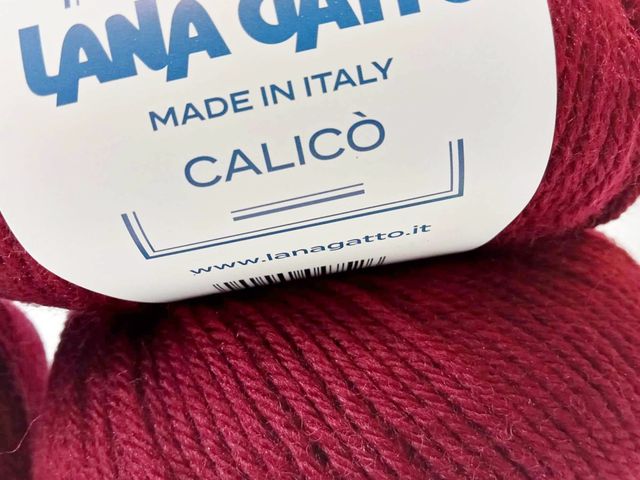 LANA GATTO
MADE IN ITALY
CALICÒ
www.lanagatto.it